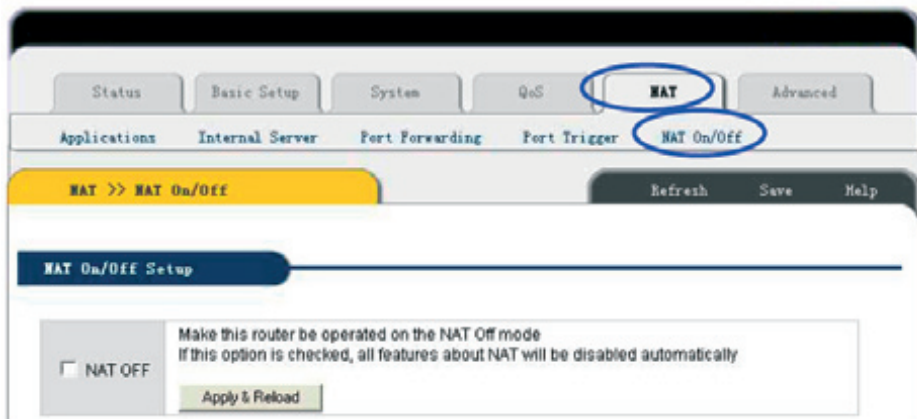 Status Basic Setup System QoS NAT Advanced
Applications Internal Server Port Forwarding Port Trigger NAT On/Off
NAT >> NAT On/Off Refresh Save Help
NAT On/Off Setup
Make this router be operated on the NAT Off mode
If this option is checked, all features about NAT will be disabled automatically
NAT OFF
Apply & Reload